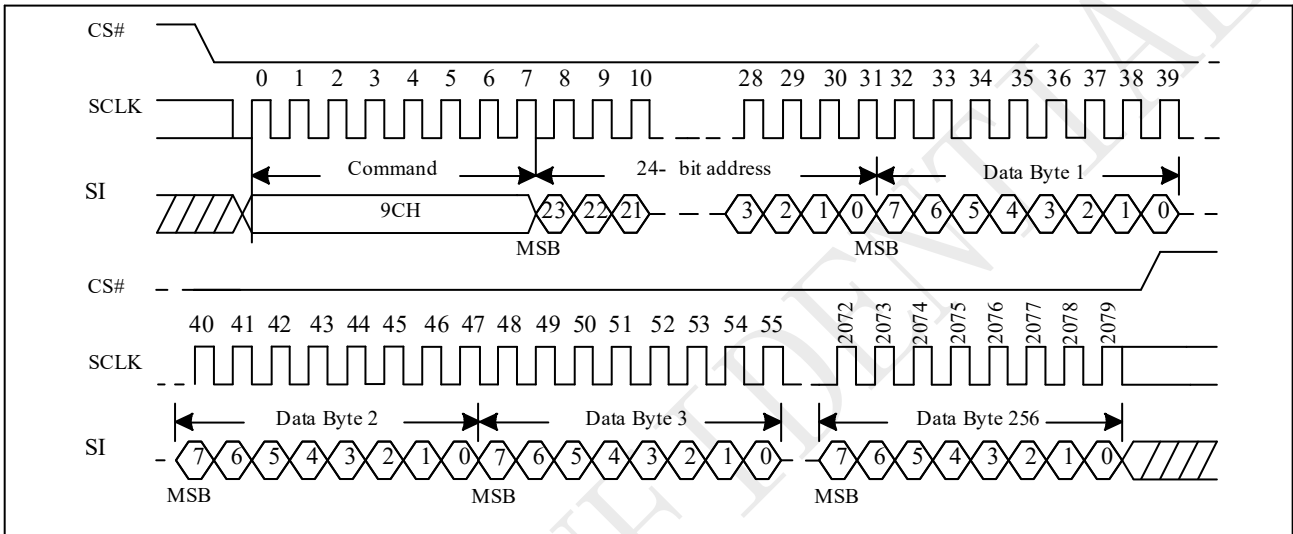 CS#
0 1 2 3 4 5 6 7 8 9 10 28 29 30 31 32 33 34 35 36 37 38 39
SCLK
Command 24- bit address Data Byte 1
SI
9CH 23 22 21 3 2 1 0 7 6 5 4 3 2 1 0
MSB MSB
CS#
40 41 42 43 44 45 46 47 48 49 50 51 52 53 54 55 2072 2073 2074 2075 2076 2077 2078 2079
SCLK
Data Byte 2 Data Byte 3 Data Byte 256
SI
7 6 5 4 3 2 1 0 7 6 5 4 3 2 1 0 7 6 5 4 3 2 1 0
MSB MSB MSB